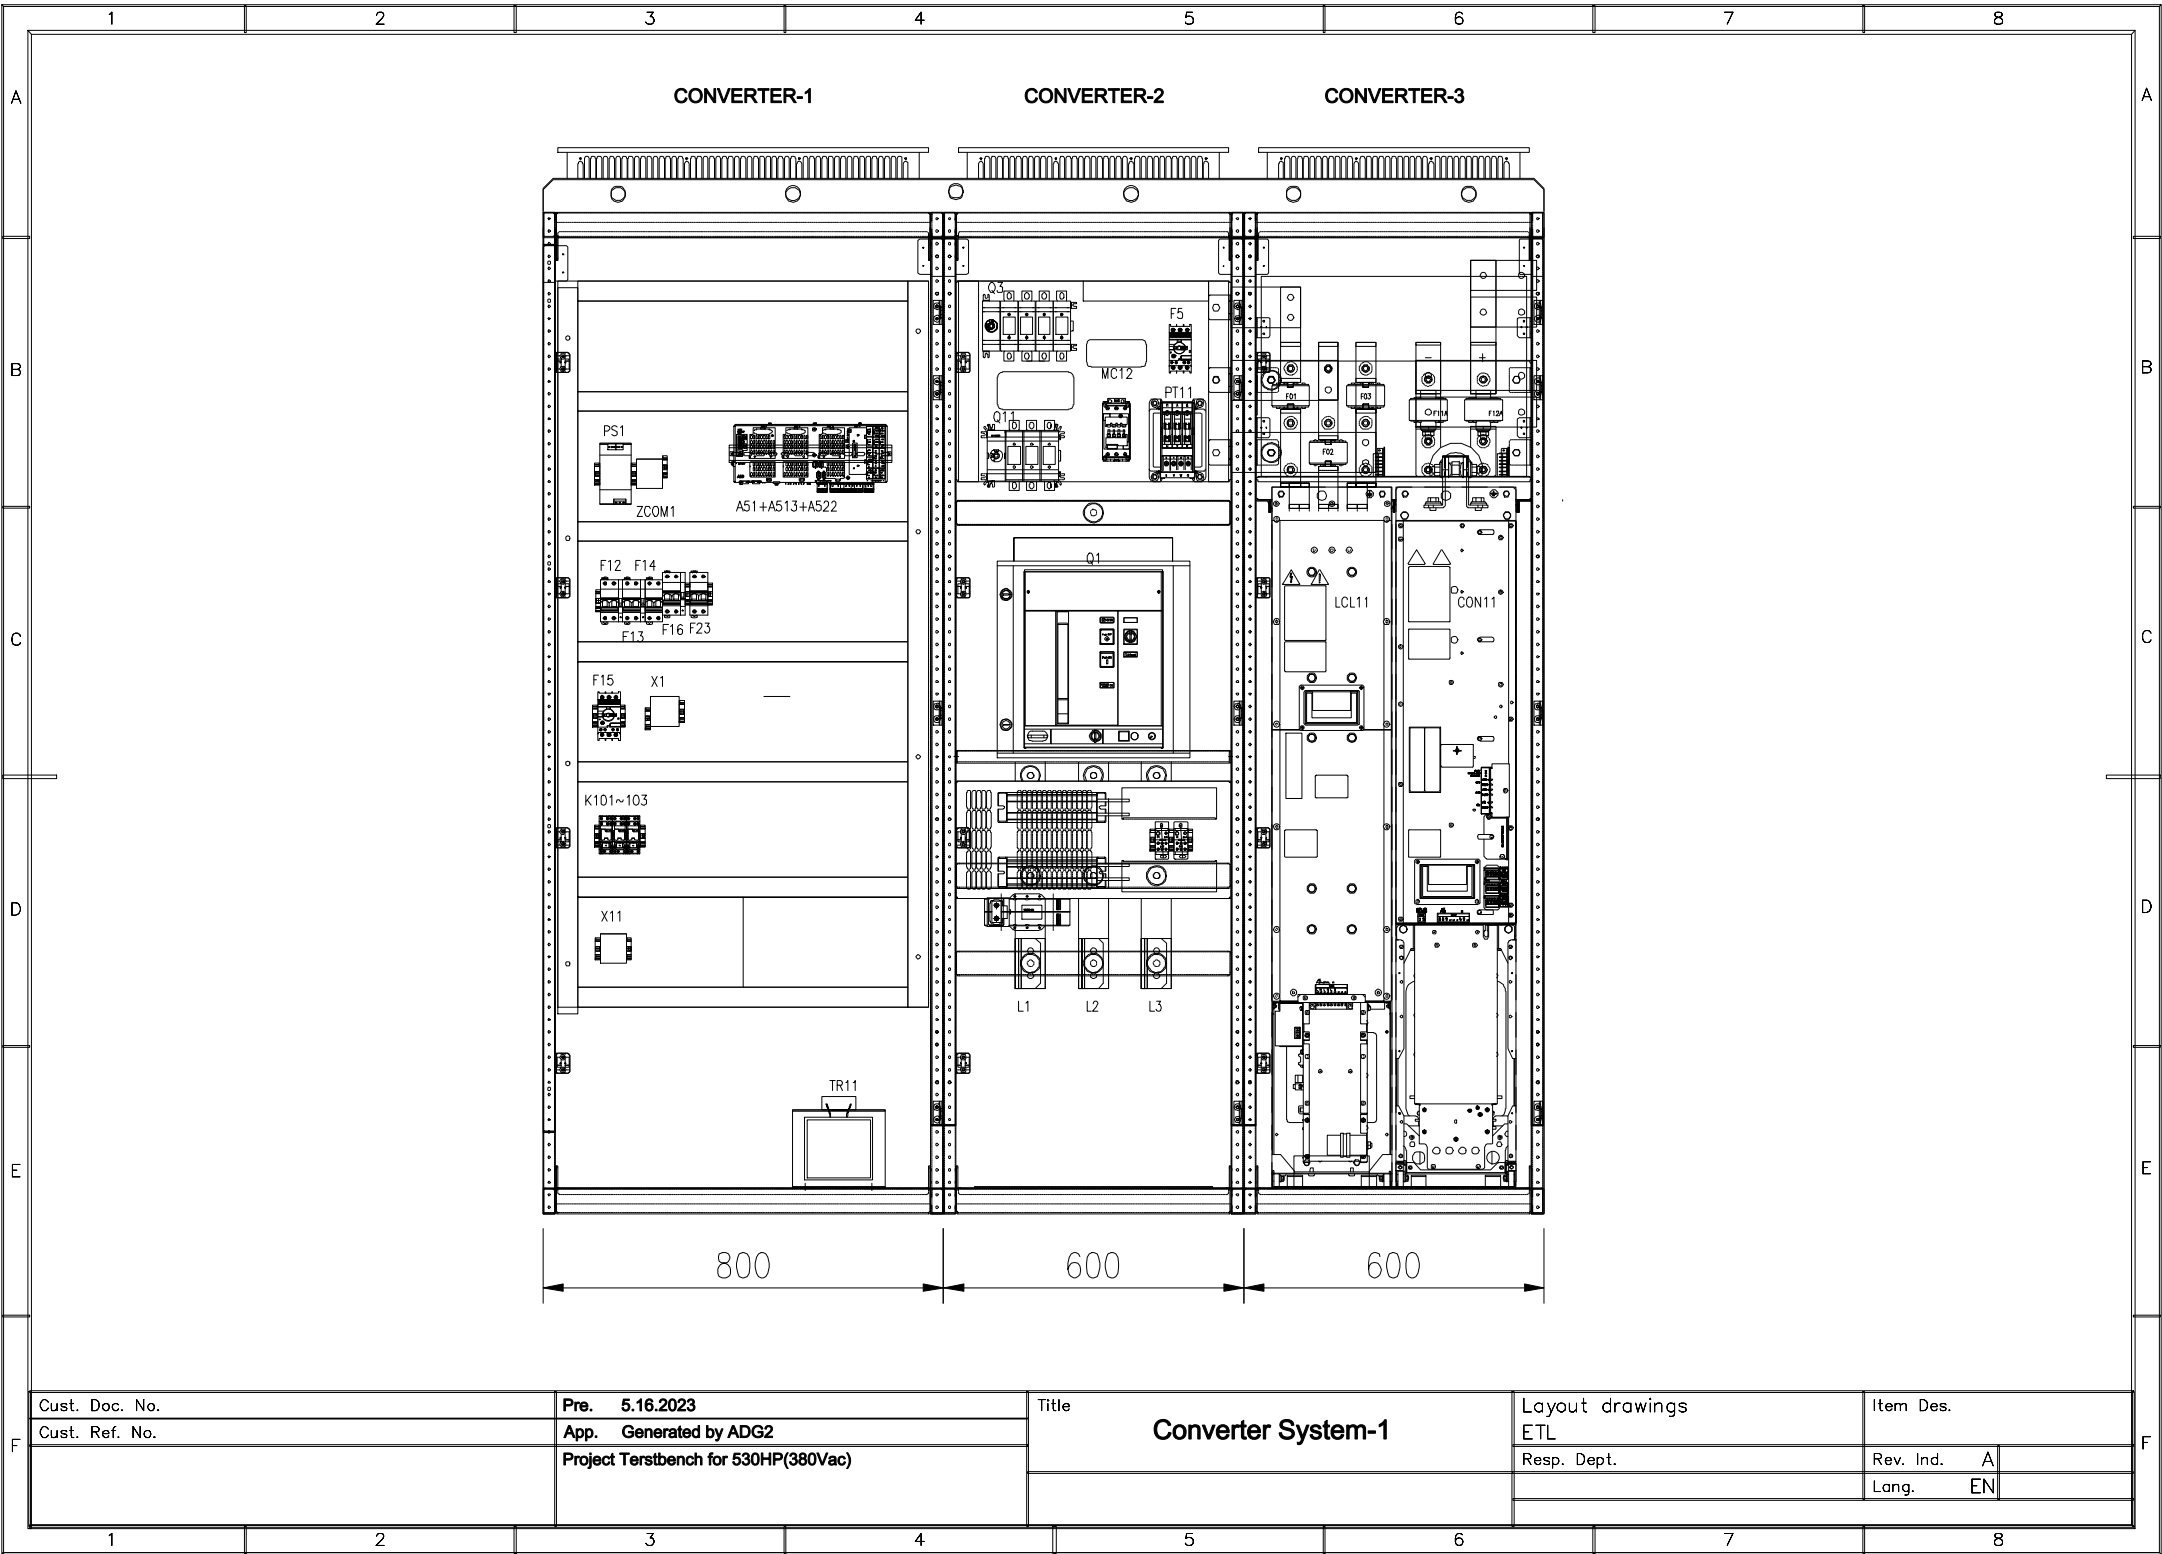 1 2 3 4 5 6 7 8
A A
CONVERTER-1 CONVERTER-2 CONVERTER-3
B B
Q3
F5
MC12
PT11
Q11
- +
F01 F03 F11A F12A
F02
PS1
ZCOM1
A51+A513+A522
C C
Q1
F12 F14
F13 F16 F23
LCL11 CON11
F15 X1
K101~103
D D
X11
L1 L2 L3
E E
TR11
800 600 600
Cust. Doc. No.
Cust. Ref. No.
Pre. 5.16.2023
App. Generated by ADG2
Project Terstbench for 530HP(380Vac)
Title
Converter System-1
Layout drawings
ETL
Resp. Dept.
Item Des.
Rev. Ind. A
Lang. EN
F F
1 2 3 4 5 6 7 8